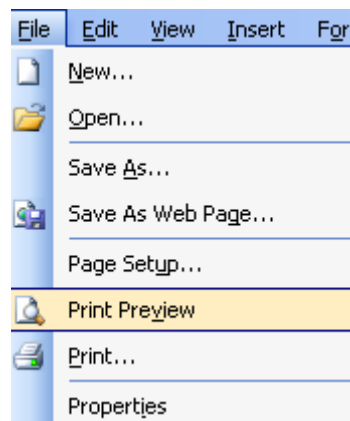 File Edit View Insert For
New...
Open...
Save As...
Save As Web Page...
Page Setup...
Print Preview
Print...
Properties